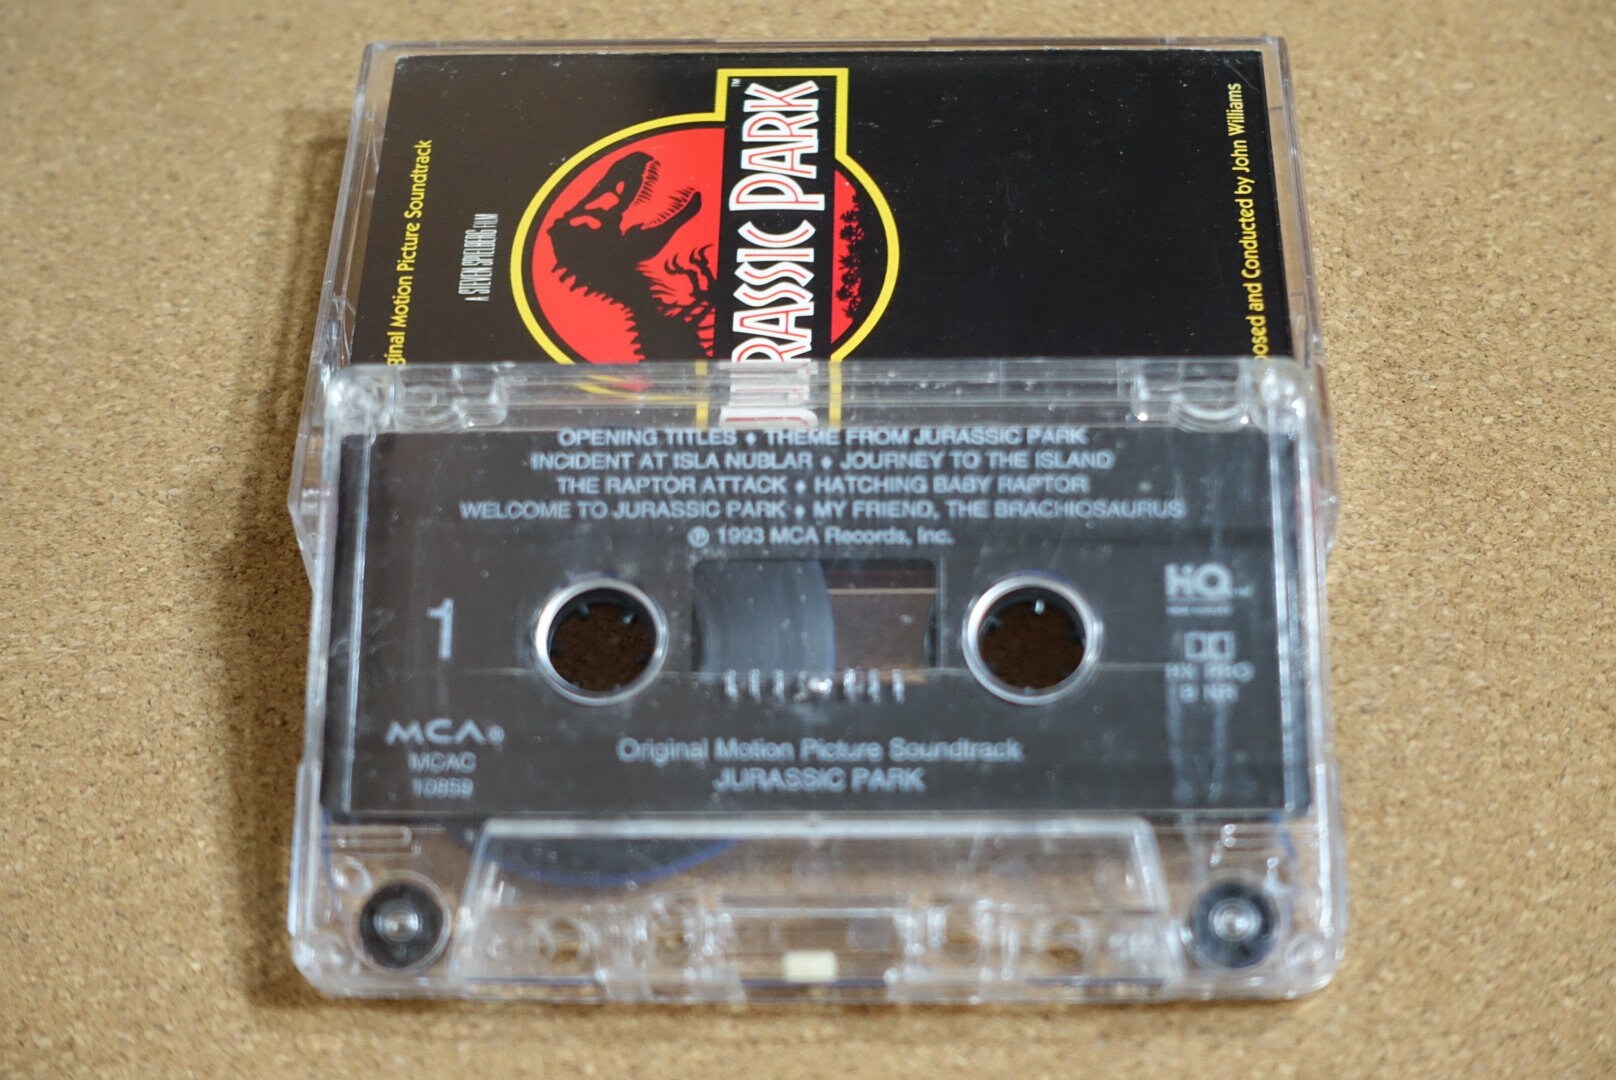 Original Motion Picture Soundtrack
A STEVEN SPIELBERG FILM
JURASSIC PARK™
and Conducted by John Williams
OPENING TITLES • THEME FROM JURASSIC PARK
INCIDENT AT ISLA NUBLAR • JOURNEY TO THE ISLAND
THE RAPTOR ATTACK • HATCHING BABY RAPTOR
WELCOME TO JURASSIC PARK • MY FRIEND, THE BRACHIOSAURUS
℗ 1993 MCA Records, Inc.
1
HiQ
HX PRO
B NR
MCA®
MCAC
10859
Original Motion Picture Soundtrack
JURASSIC PARK